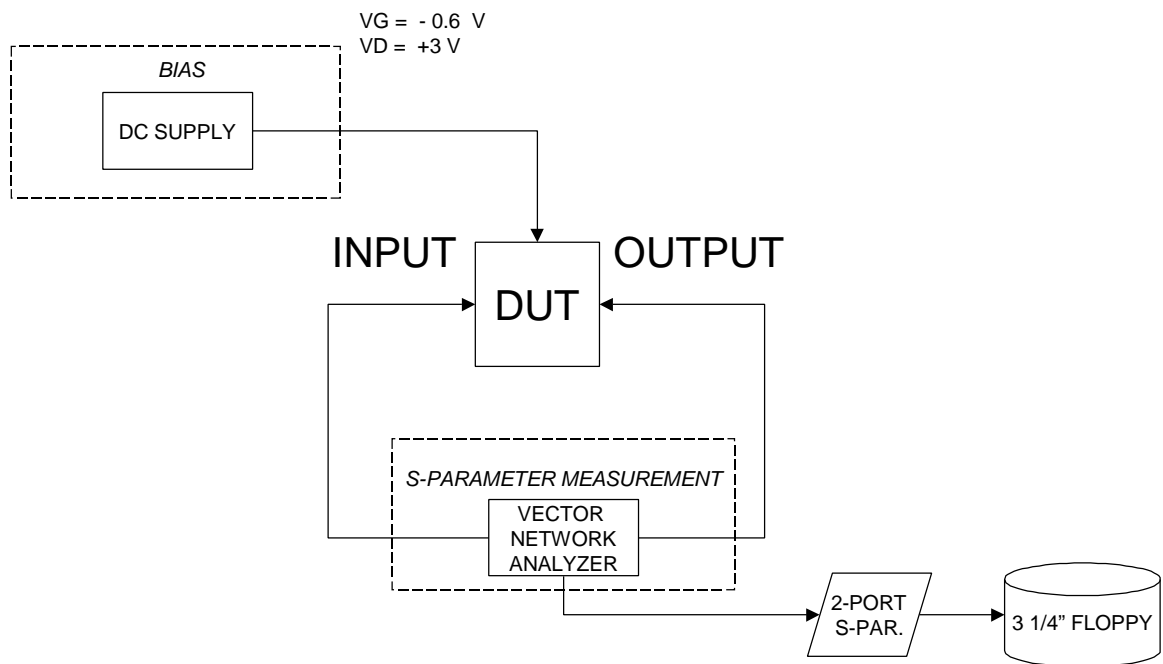 VG = - 0.6 V
VD = +3 V
BIAS
DC SUPPLY
INPUT
OUTPUT
DUT
S-PARAMETER MEASUREMENT
VECTOR
NETWORK
ANALYZER
2-PORT
S-PAR.
3 1/4” FLOPPY